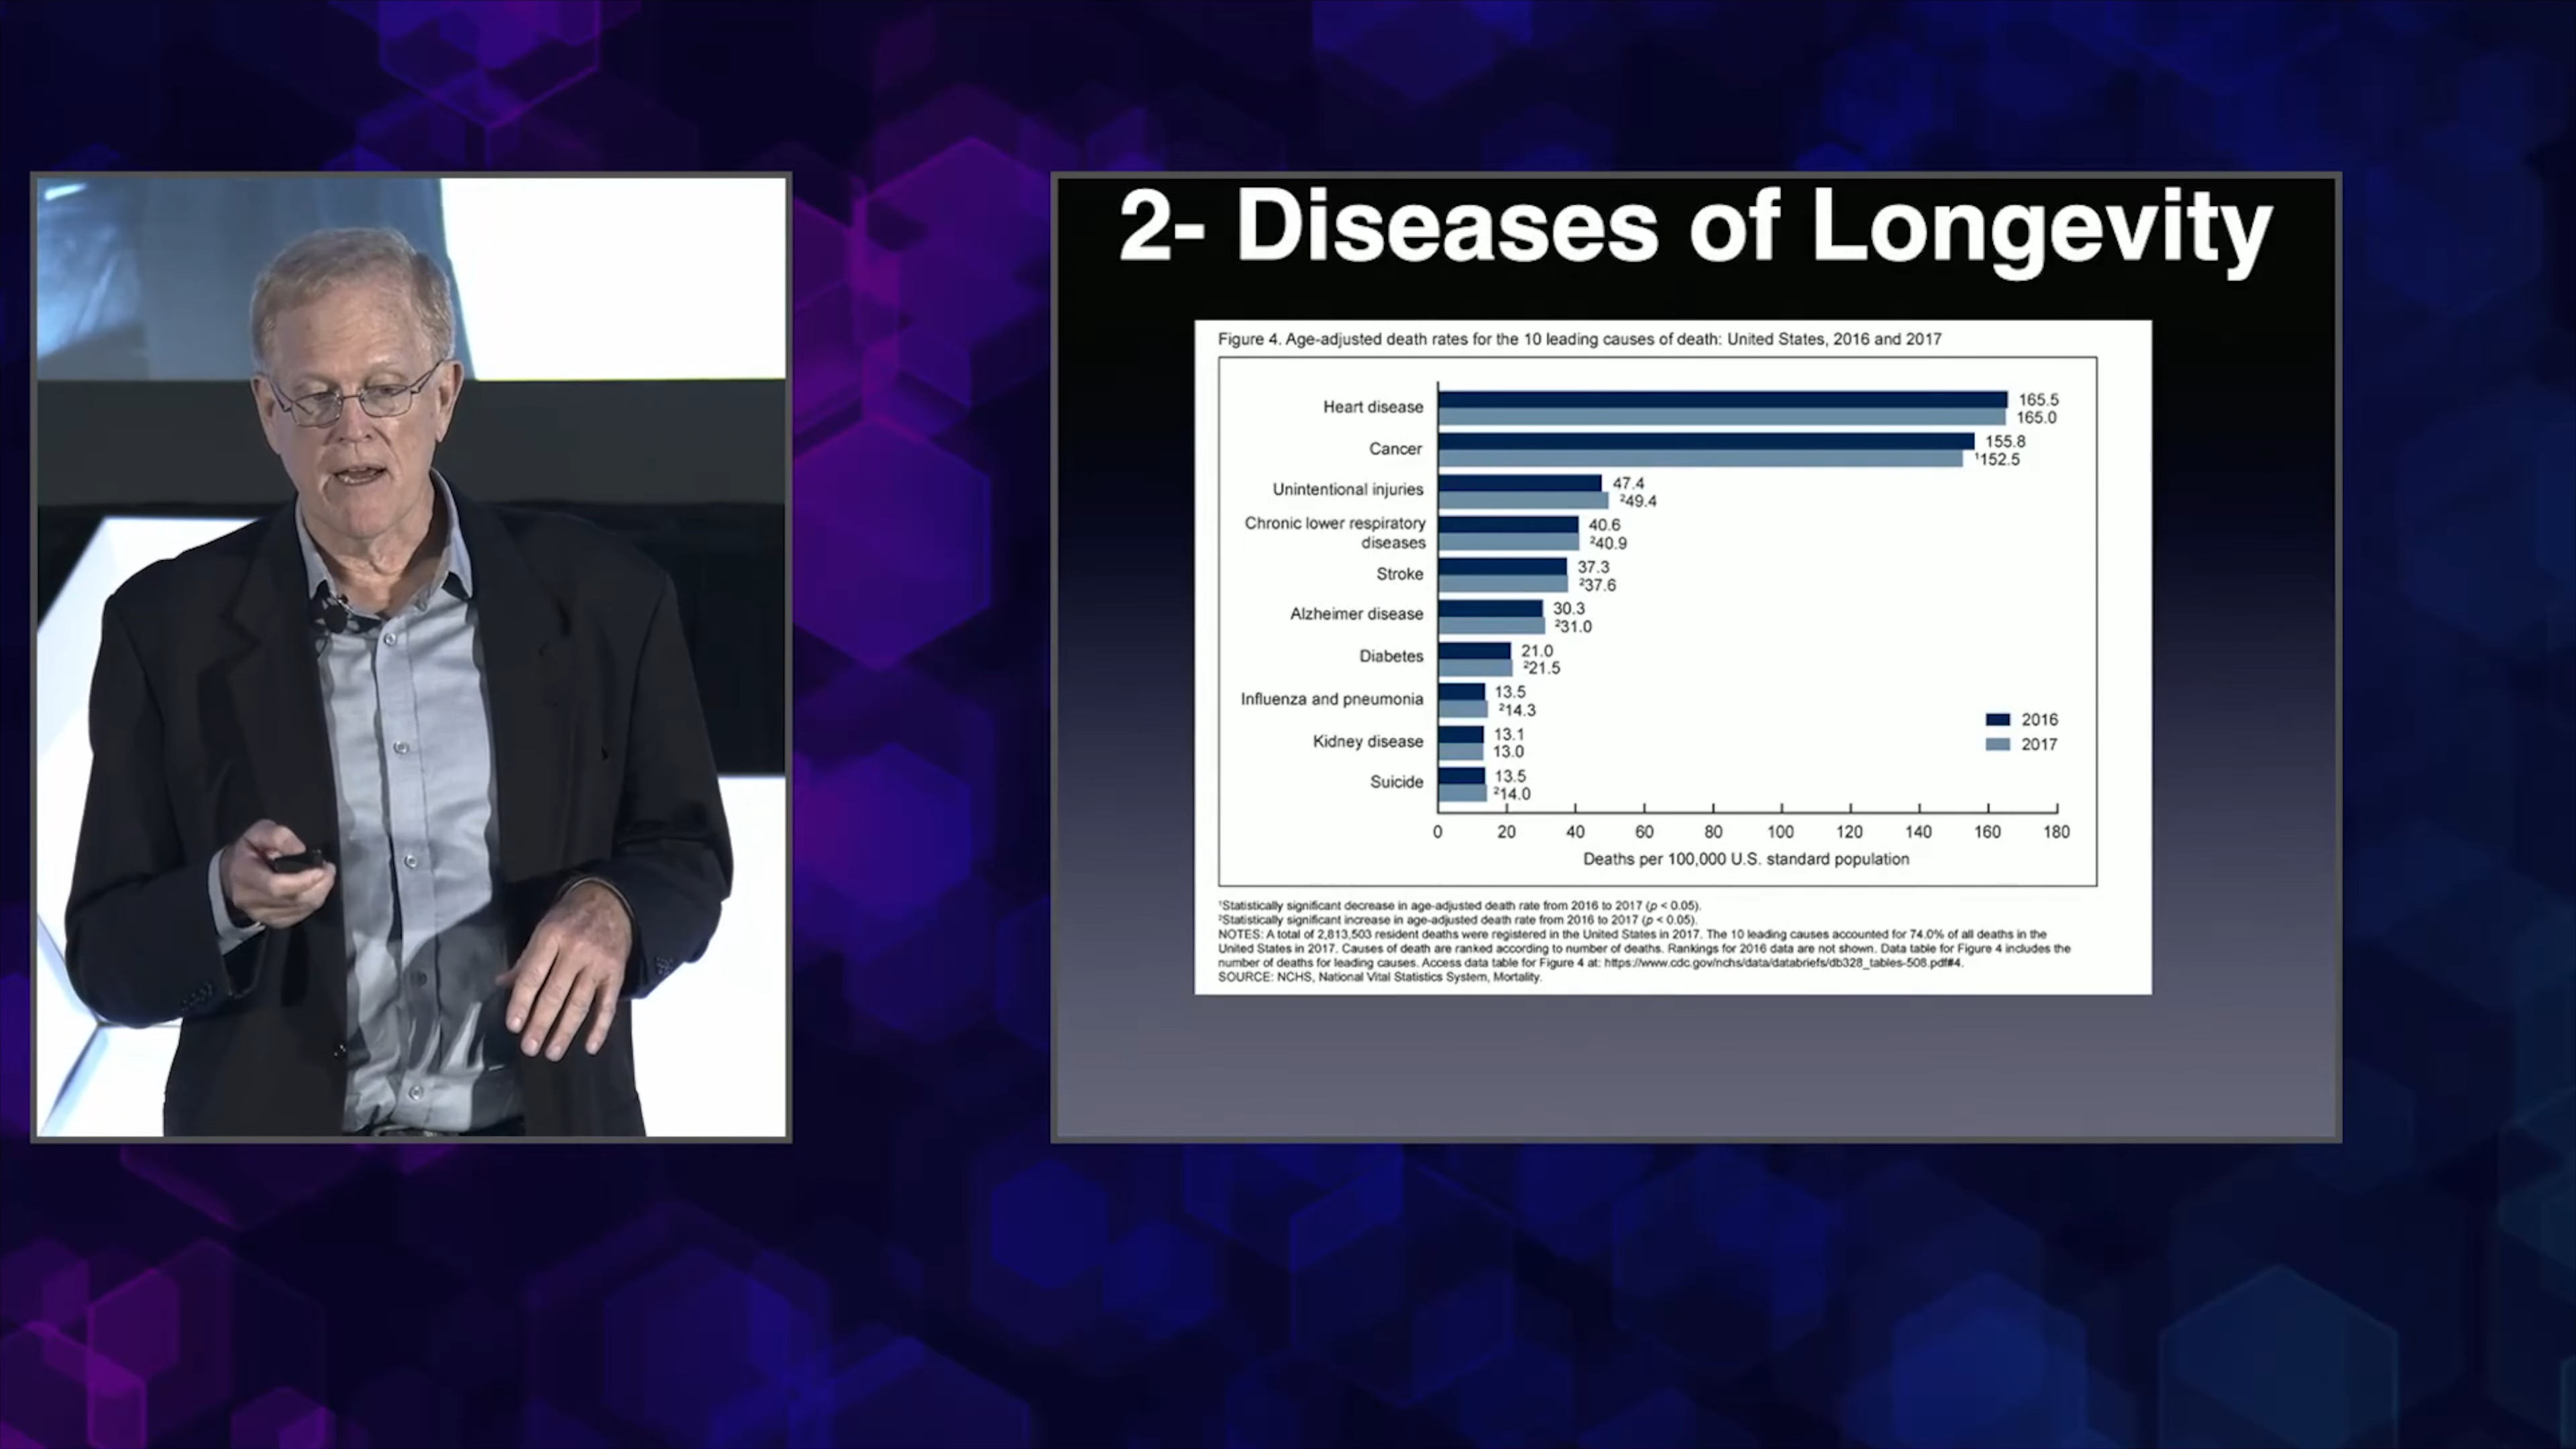 2- Diseases of Longevity
Figure 4. Age-adjusted death rates for the 10 leading causes of death: United States, 2016 and 2017
Heart disease
165.5
165.0
Cancer
155.8
¹152.5
Unintentional injuries
47.4
²49.4
Chronic lower respiratory
diseases
40.6
²40.9
Stroke
37.3
²37.6
Alzheimer disease
30.3
²31.0
Diabetes
21.0
²21.5
Influenza and pneumonia
13.5
²14.3
Kidney disease
13.1
13.0
Suicide
13.5
²14.0
2016
2017
0 20 40 60 80 100 120 140 160 180
Deaths per 100,000 U.S. standard population
¹Statistically significant decrease in age-adjusted death rate from 2016 to 2017 (p < 0.05).
²Statistically significant increase in age-adjusted death rate from 2016 to 2017 (p < 0.05).
NOTES: A total of 2,813,503 resident deaths were registered in the United States in 2017. The 10 leading causes accounted for 74.0% of all deaths in the
United States in 2017. Causes of death are ranked according to number of deaths. Rankings for 2016 data are not shown. Data table for Figure 4 includes the
number of deaths for leading causes. Access data table for Figure 4 at: https://www.cdc.gov/nchs/data/databriefs/db328_tables-508.pdf#4.
SOURCE: NCHS, National Vital Statistics System, Mortality.